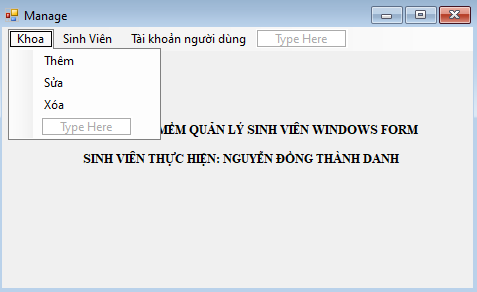 Manage
Khoa Sinh Viên Tài khoản người dùng Type Here
Thêm
Sửa
Xóa
Type Here
MỀM QUẢN LÝ SINH VIÊN WINDOWS FORM
SINH VIÊN THỰC HIỆN: NGUYỄN ĐỒNG THÀNH DANH